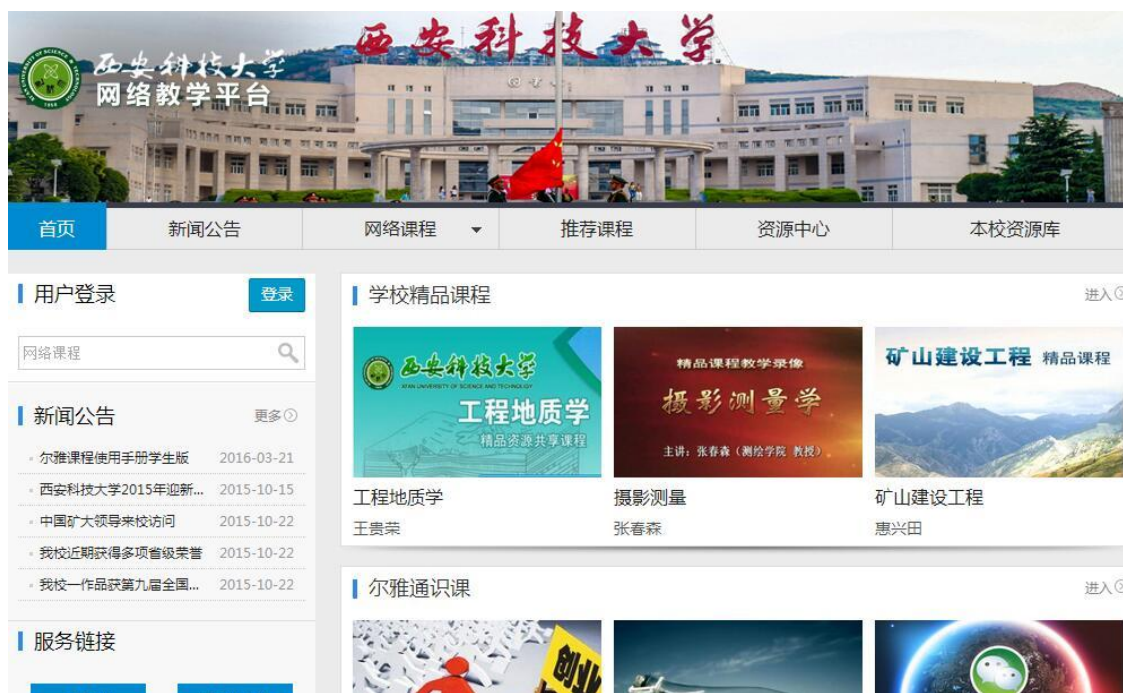 西安科技大学
西安科技大学
网络教学平台
首页
新闻公告
网络课程
推荐课程
资源中心
本校资源库
用户登录
登录
网络课程
新闻公告
更多
尔雅课程使用手册学生版 2016-03-21
西安科技大学2015年迎新... 2015-10-15
中国矿大领导来校访问 2015-10-22
我校近期获得多项省级荣誉 2015-10-22
我校一作品获第九届全国... 2015-10-22
服务链接
学校精品课程
进入
西安科技大学
XI'AN UNIVERSITY OF SCIENCE AND TECHNOLOGY
工程地质学
精品资源共享课程
工程地质学
王贵荣
精品课程教学录像
摄影测量学
主讲：张春森（测绘学院 教授）
摄影测量
张春森
矿山建设工程 精品课程
矿山建设工程
惠兴田
尔雅通识课
进入
创业